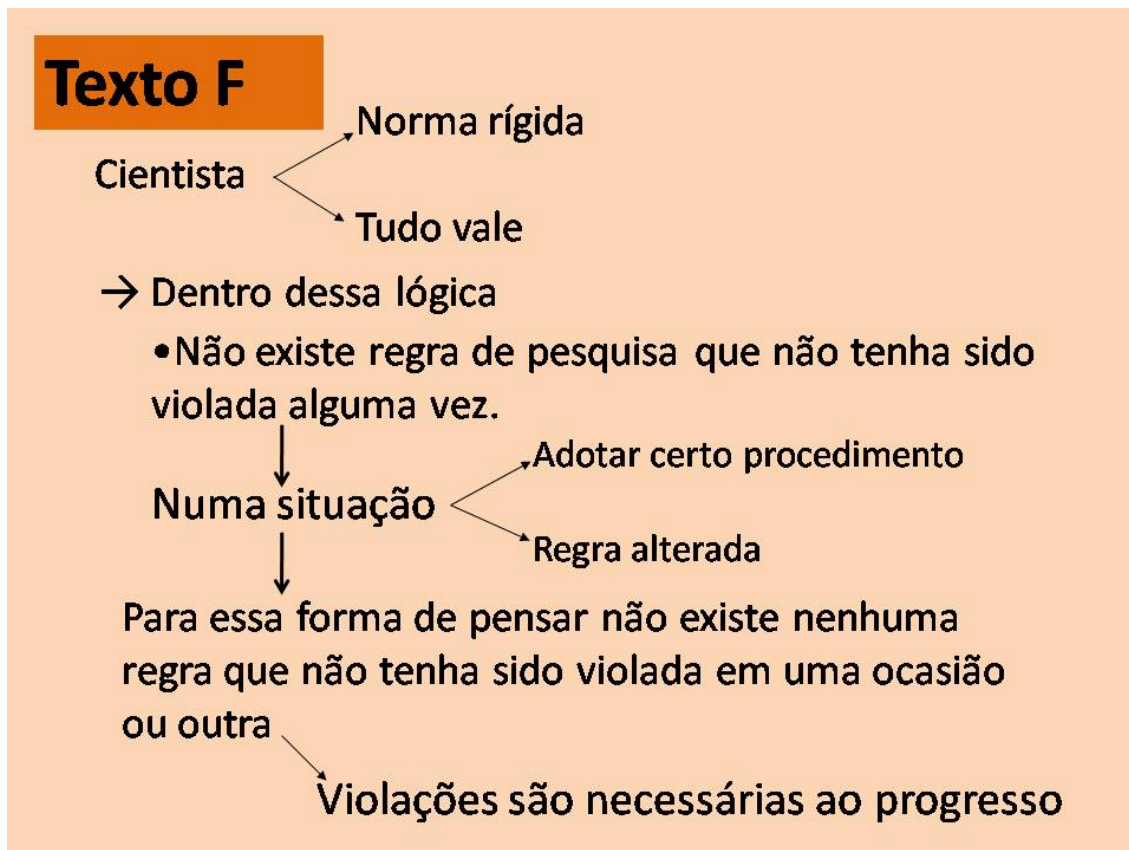 Texto F
Norma rígida
Cientista
Tudo vale
→ Dentro dessa lógica
•Não existe regra de pesquisa que não tenha sido
violada alguma vez.
Adotar certo procedimento
Numa situação
Regra alterada
Para essa forma de pensar não existe nenhuma
regra que não tenha sido violada em uma ocasião
ou outra
Violações são necessárias ao progresso